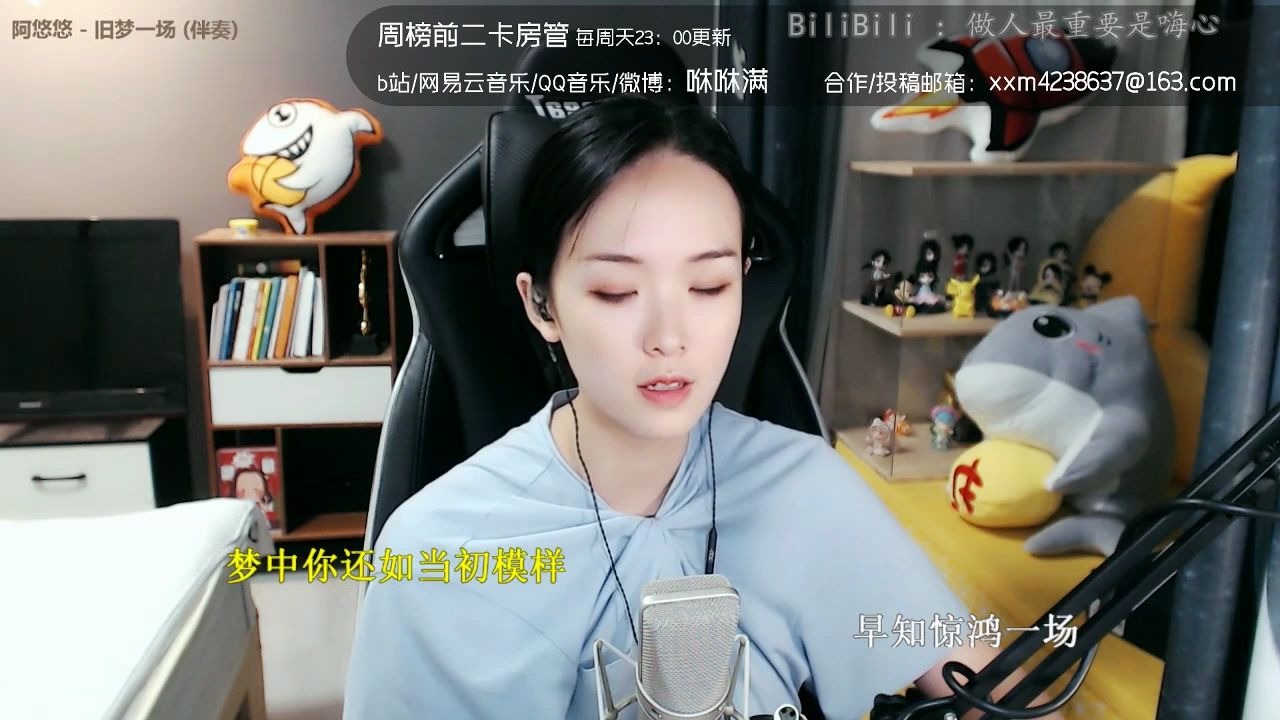 阿悠悠 - 旧梦一场 (伴奏)
周榜前二卡房管 每周天23：00更新
BiliBili ：做人最重要是嗨心
b站/网易云音乐/QQ音乐/微博：咻咻满
合作/投稿邮箱：xxm4238637@163.com
梦中你还如当初模样
早知惊鸿一场